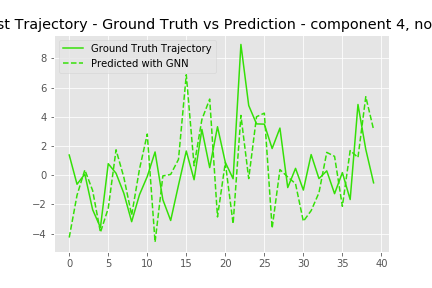 st Trajectory - Ground Truth vs Prediction - component 4, no
Ground Truth Trajectory
Predicted with GNN
8
6
4
2
0
−2
−4
0 5 10 15 20 25 30 35 40